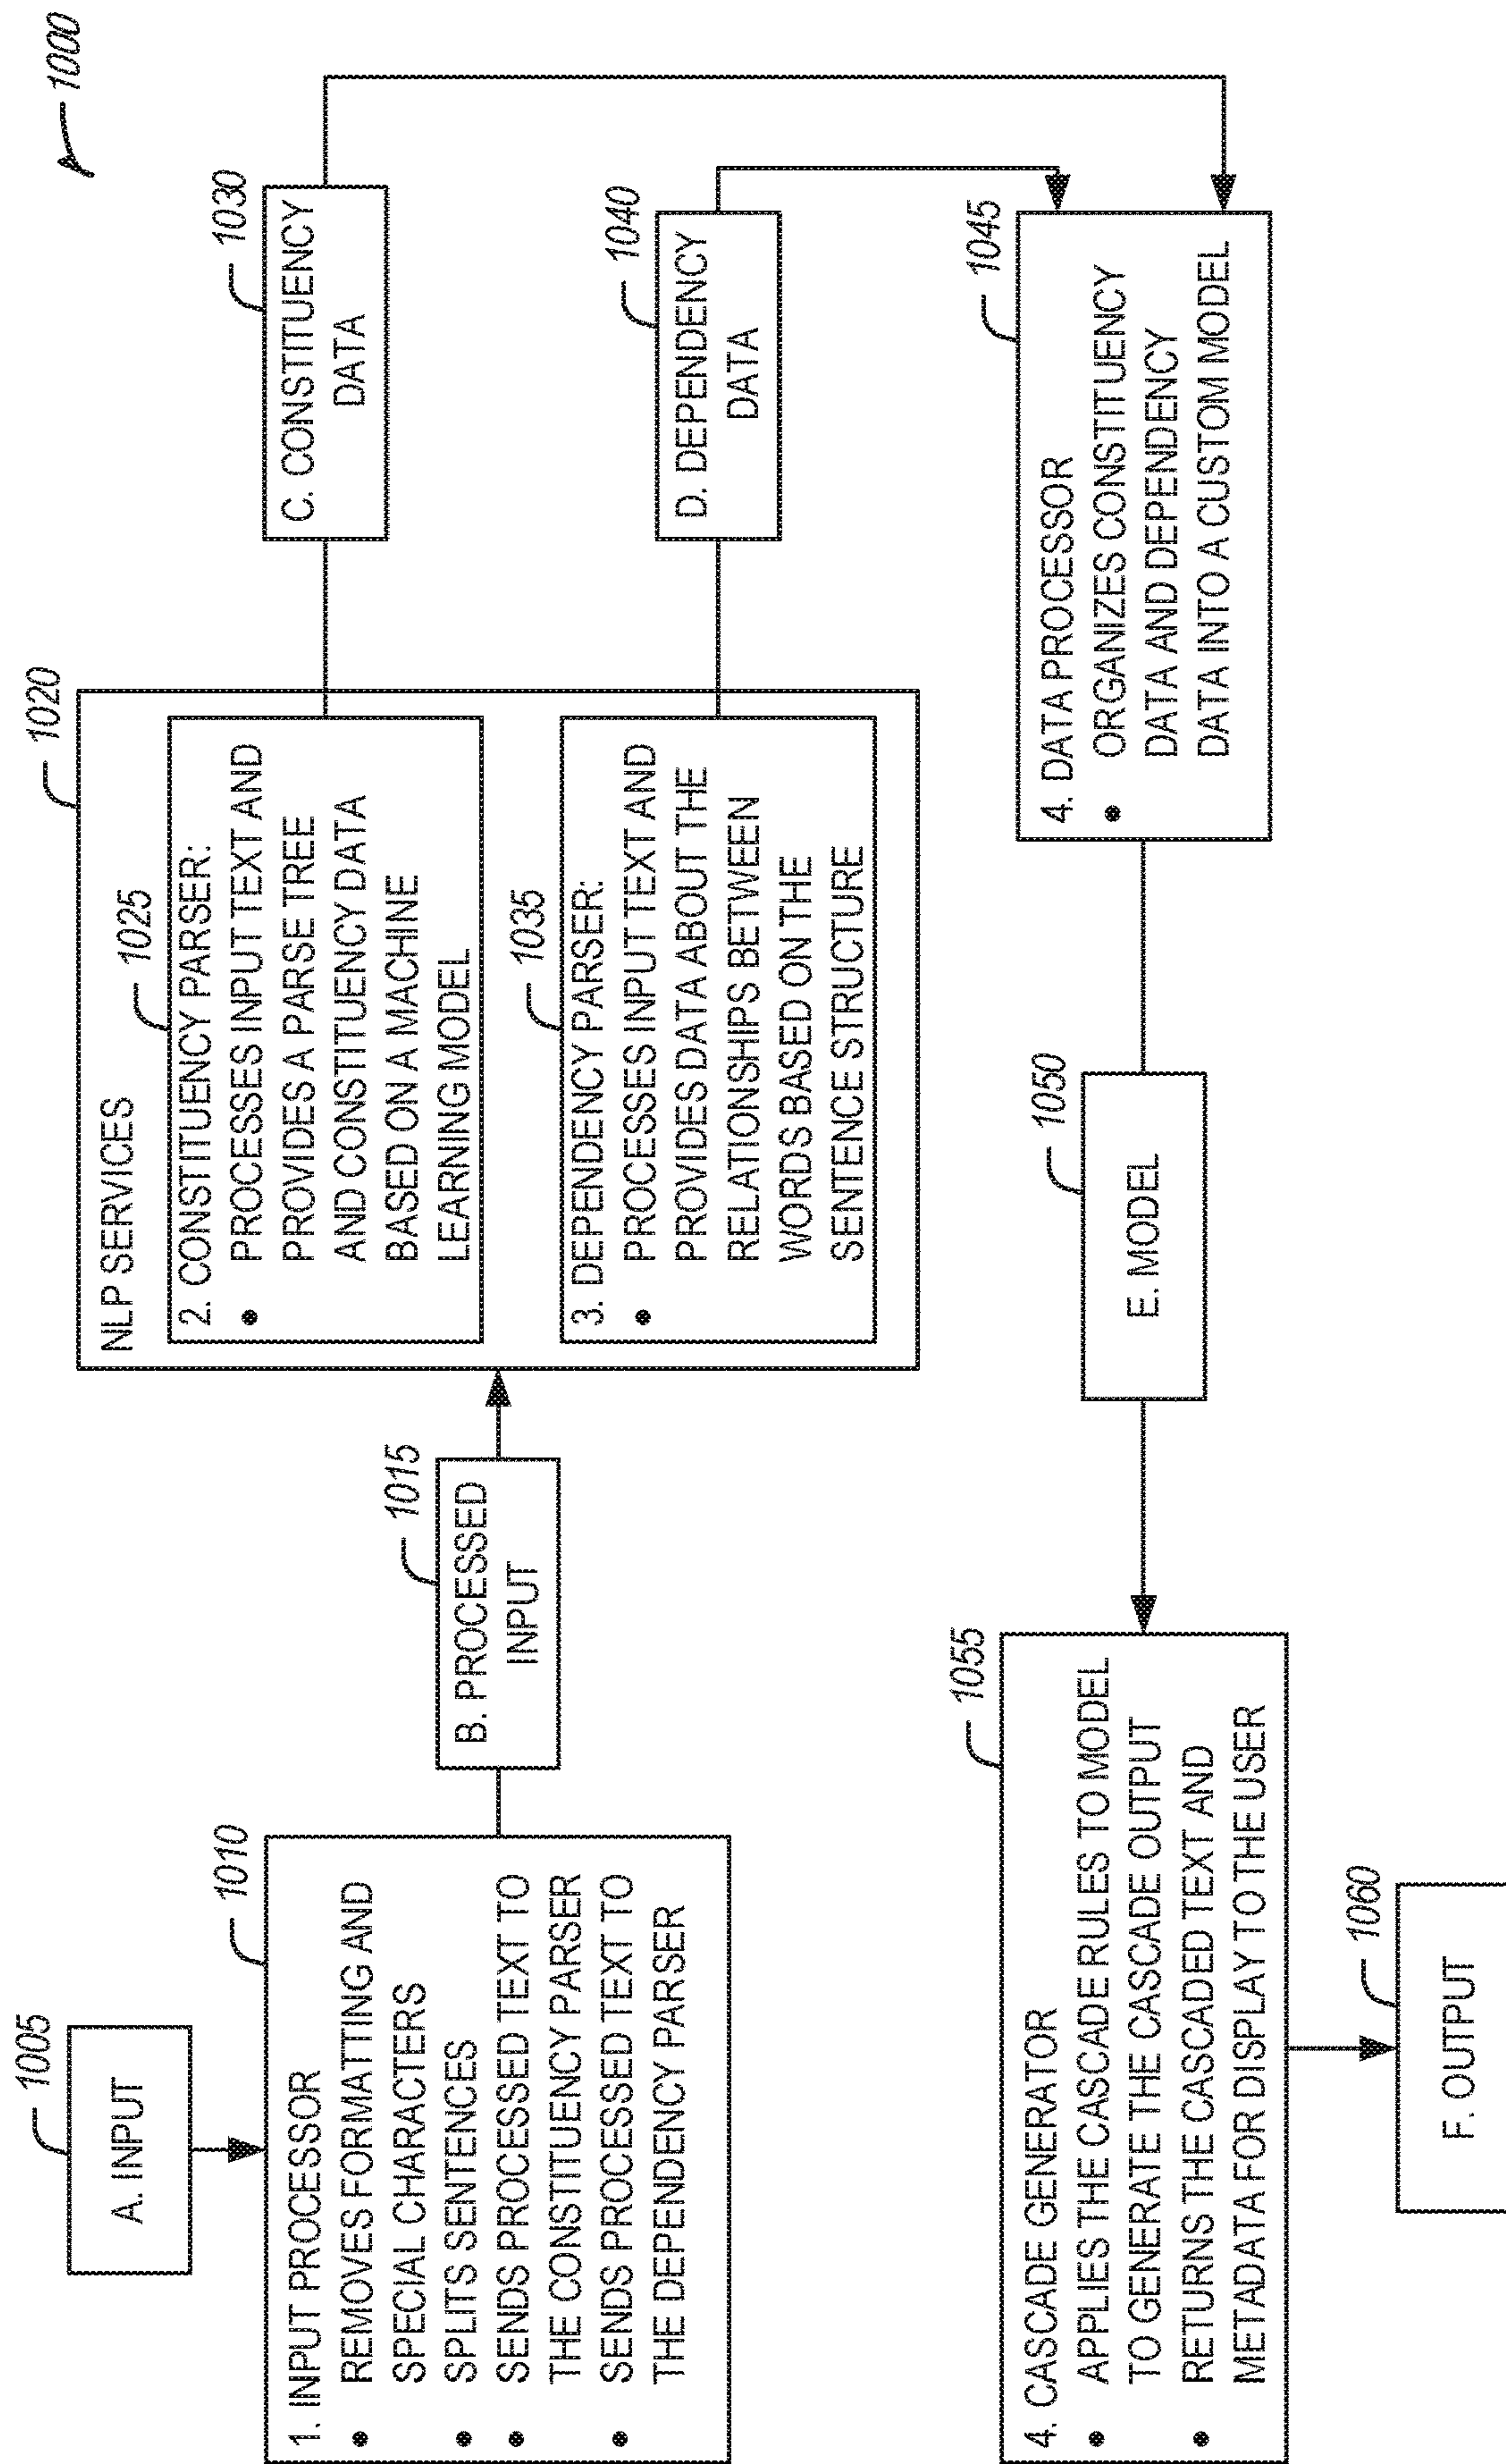 1000
1005
A. INPUT
1010
1. INPUT PROCESSOR
• REMOVES FORMATTING AND
SPECIAL CHARACTERS
• SPLITS SENTENCES
• SENDS PROCESSED TEXT TO
THE CONSTITUENCY PARSER
• SENDS PROCESSED TEXT TO
THE DEPENDENCY PARSER
1015
B. PROCESSED
INPUT
1020
NLP SERVICES
1025
2. CONSTITUENCY PARSER:
• PROCESSES INPUT TEXT AND
PROVIDES A PARSE TREE
AND CONSTITUENCY DATA
BASED ON A MACHINE
LEARNING MODEL
1035
3. DEPENDENCY PARSER:
• PROCESSES INPUT TEXT AND
PROVIDES DATA ABOUT THE
RELATIONSHIPS BETWEEN
WORDS BASED ON THE
SENTENCE STRUCTURE
1030
C. CONSTITUENCY
DATA
1040
D. DEPENDENCY
DATA
1045
4. DATA PROCESSOR
• ORGANIZES CONSTITUENCY
DATA AND DEPENDENCY
DATA INTO A CUSTOM MODEL
1050
E. MODEL
1055
4. CASCADE GENERATOR
• APPLIES THE CASCADE RULES TO MODEL
TO GENERATE THE CASCADE OUTPUT
• RETURNS THE CASCADED TEXT AND
METADATA FOR DISPLAY TO THE USER
1060
F. OUTPUT